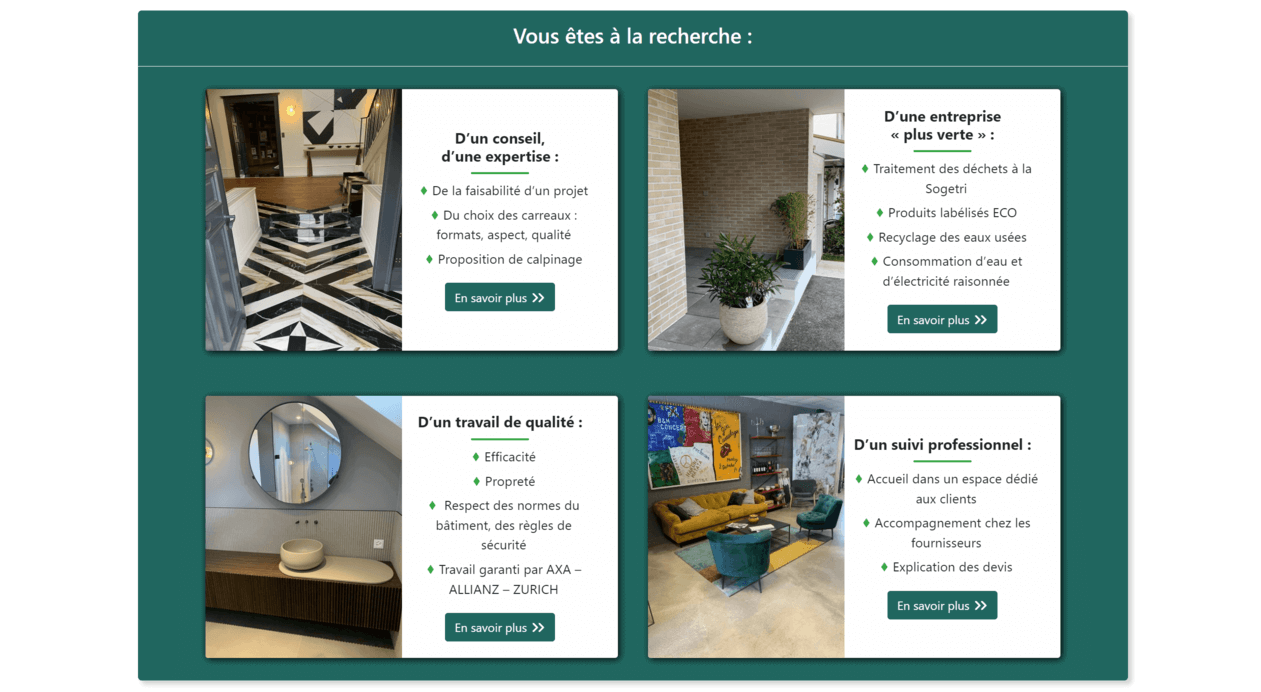 Vous êtes à la recherche :
D’un conseil,
d’une expertise :
♦ De la faisabilité d’un projet
♦ Du choix des carreaux :
formats, aspect, qualité
♦ Proposition de calpinage
En savoir plus >>
D’une entreprise
« plus verte » :
♦ Traitement des déchets à la
Sogetri
♦ Produits labélisés ECO
♦ Recyclage des eaux usées
♦ Consommation d’eau et
d’électricité raisonnée
En savoir plus >>
D’un travail de qualité :
♦ Efficacité
♦ Propreté
♦ Respect des normes du
bâtiment, des règles de
sécurité
♦ Travail garanti par AXA –
ALLIANZ – ZURICH
En savoir plus >>
D’un suivi professionnel :
♦ Accueil dans un espace dédié
aux clients
♦ Accompagnement chez les
fournisseurs
♦ Explication des devis
En savoir plus >>